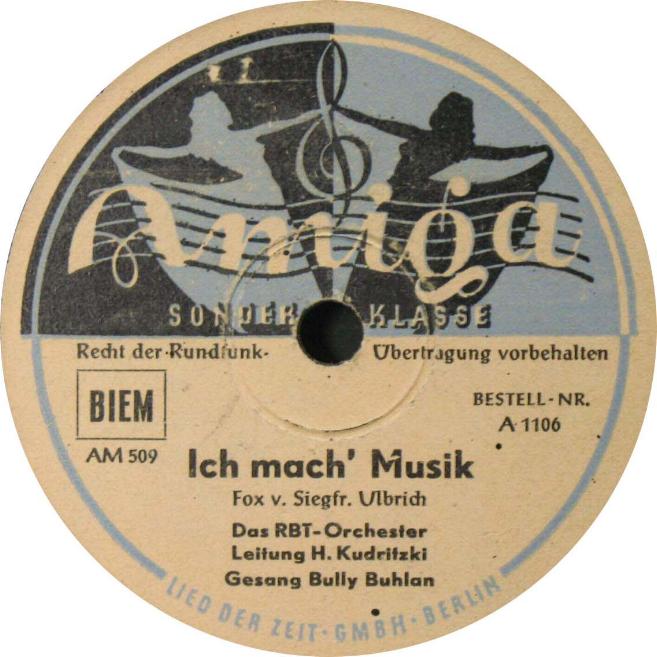 Amiga
SONDER KLASSE
Recht der Rundfunk- Übertragung vorbehalten
BIEM
BESTELL-NR.
A 1106
AM 509
Ich mach' Musik
Fox v. Siegfr. Ulbrich
Das RBT-Orchester
Leitung H. Kudritzki
Gesang Bully Buhlan
LIED DER ZEIT · GMBH · BERLIN